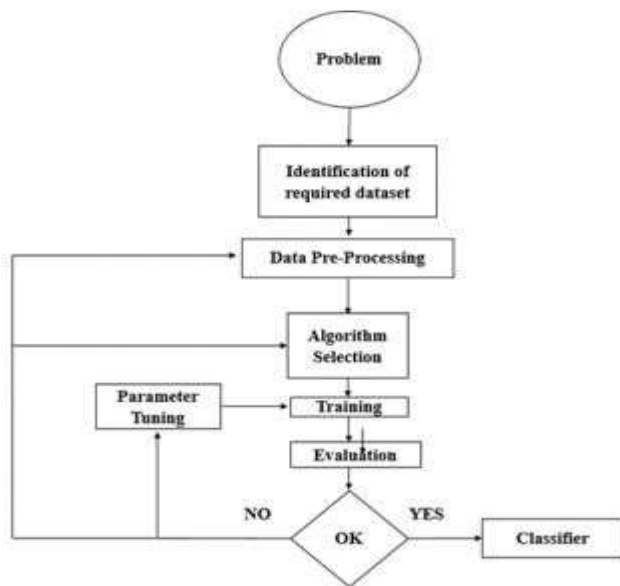 Problem
Identification of
required dataset
Data Pre-Processing
Algorithm
Selection
Parameter
Tuning
Training
Evaluation
NO
OK
YES
Classifier